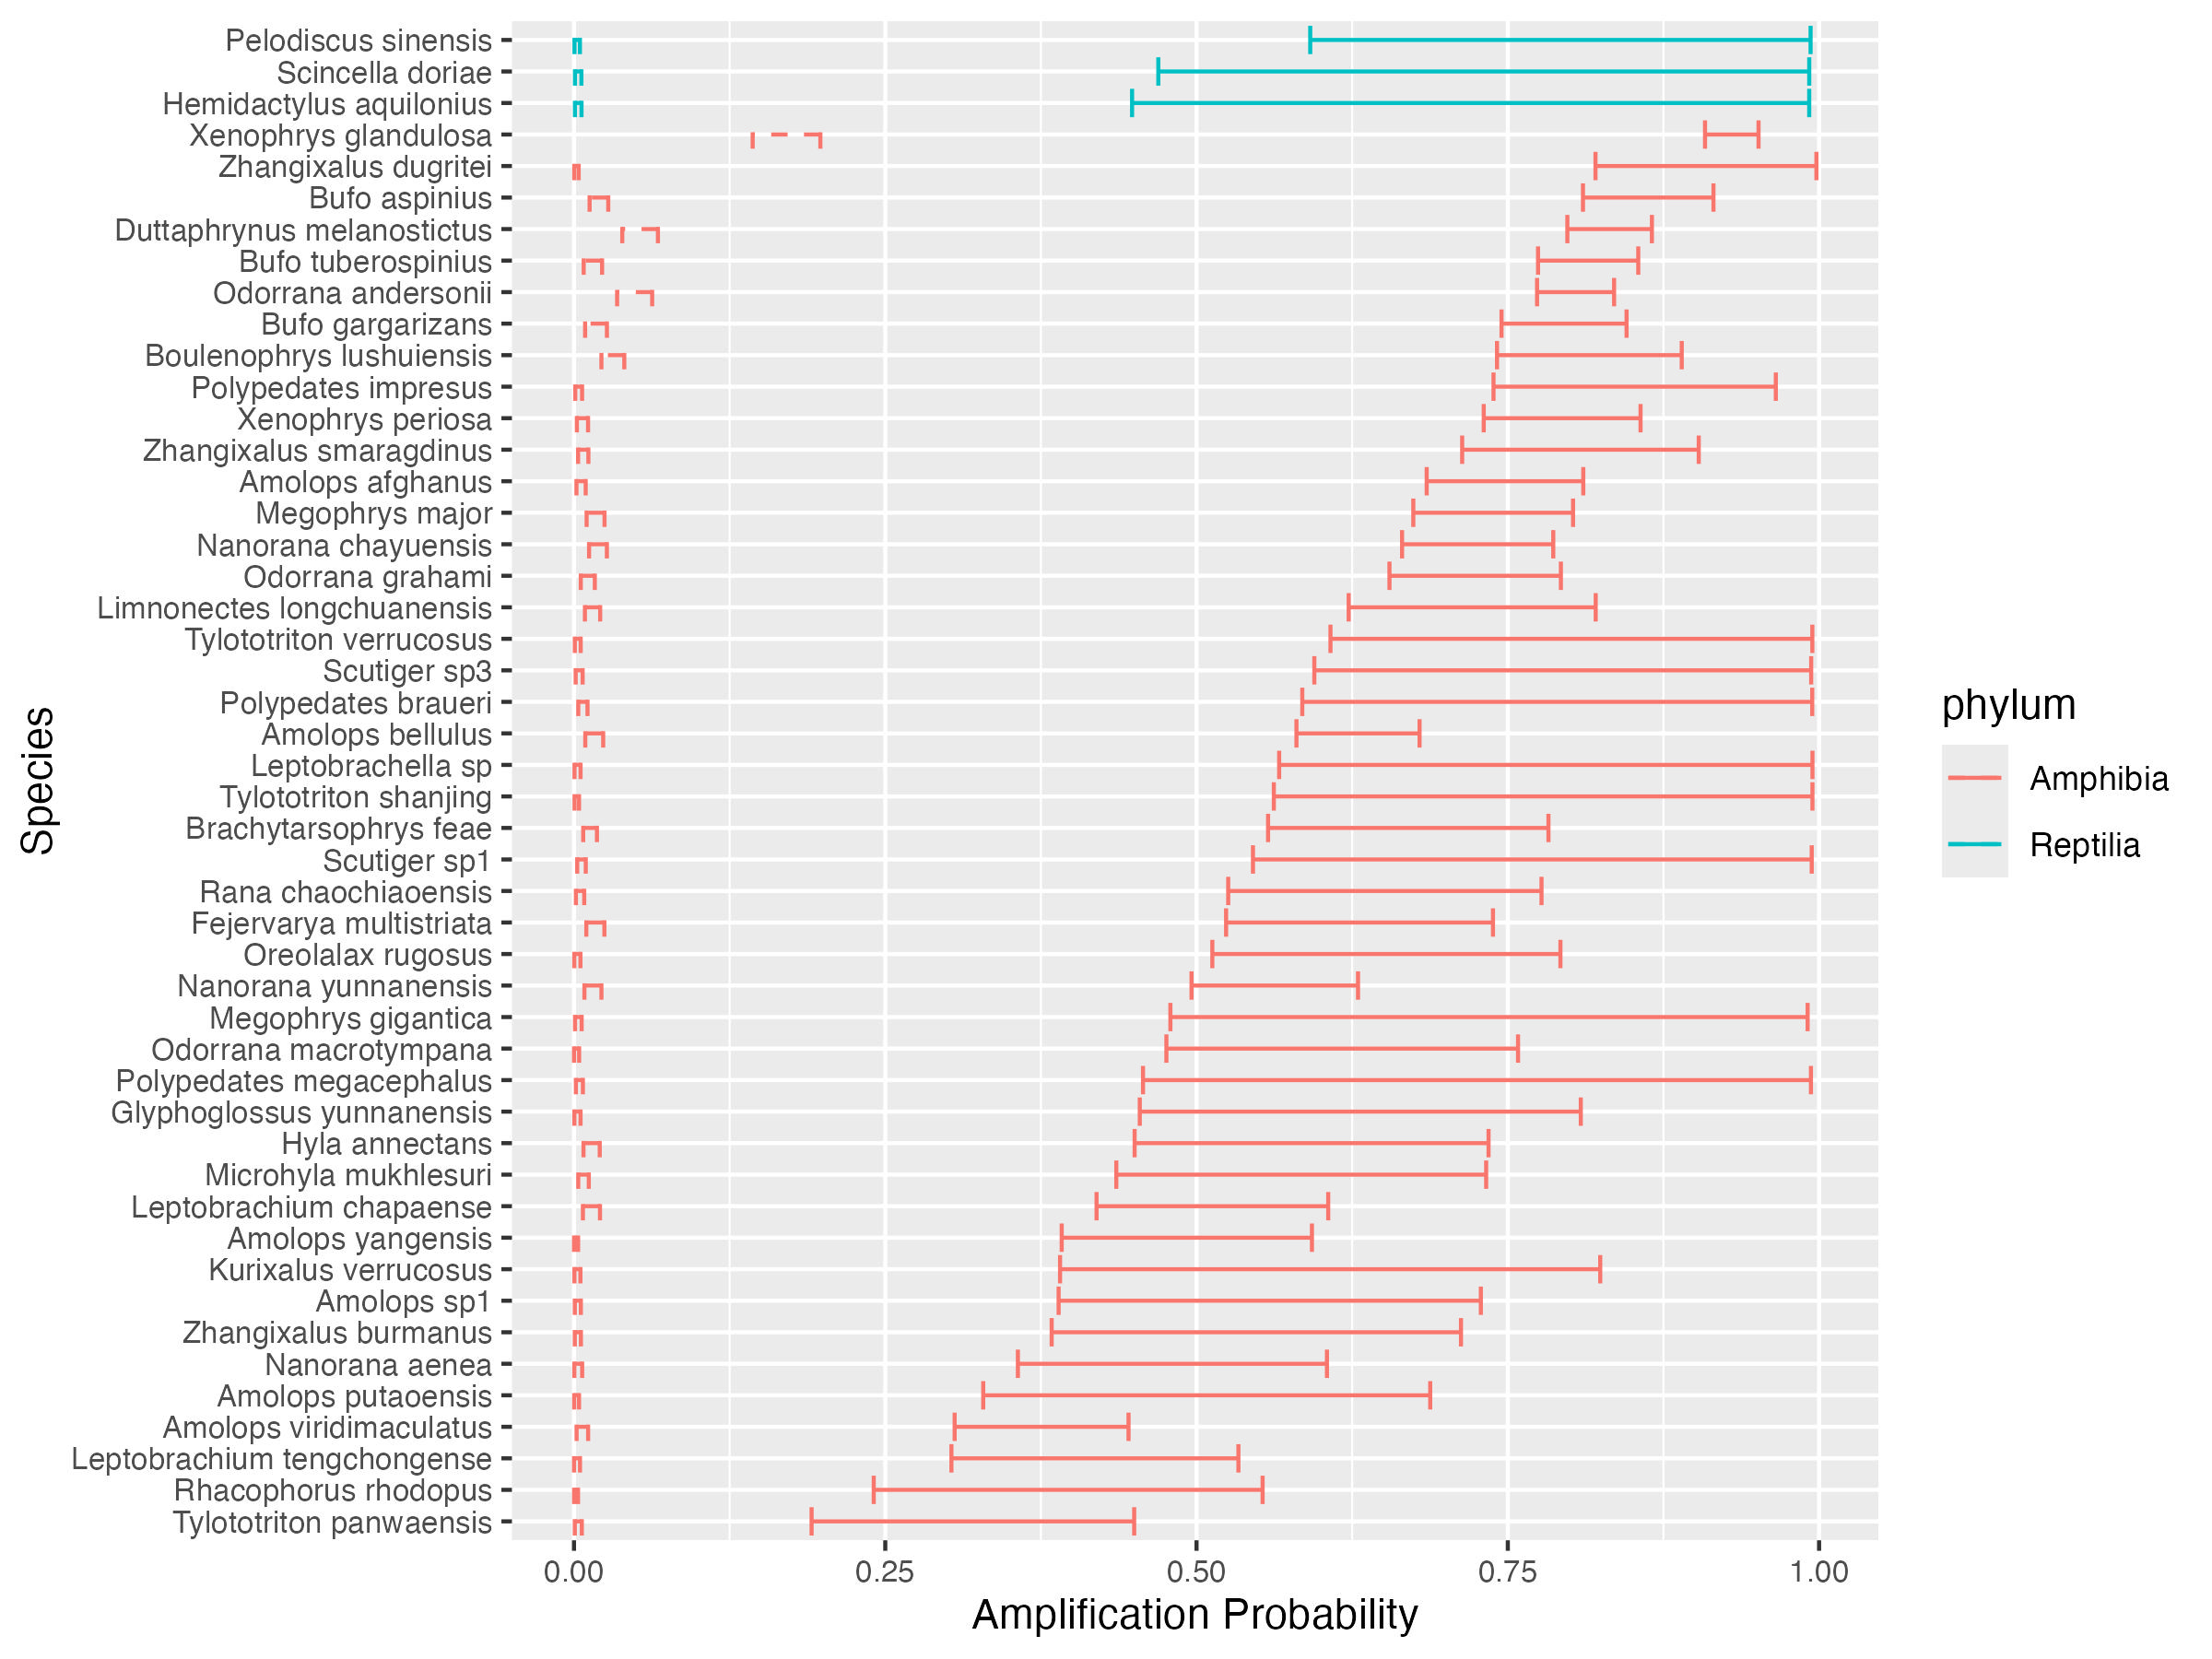 Pelodiscus sinensis
Scincella doriae
Hemidactylus aquilonius
Xenophrys glandulosa
Zhangixalus dugritei
Bufo aspinius
Duttaphrynus melanostictus
Bufo tuberospinius
Odorrana andersonii
Bufo gargarizans
Boulenophrys lushuiensis
Polypedates impresus
Xenophrys periosa
Zhangixalus smaragdinus
Amolops afghanus
Megophrys major
Nanorana chayuensis
Odorrana grahami
Limnonectes longchuanensis
Tylototriton verrucosus
Scutiger sp3
Polypedates braueri
Amolops bellulus
Leptobrachella sp
Tylototriton shanjing
Brachytarsophrys feae
Scutiger sp1
Rana chaochiaoensis
Fejervarya multistriata
Oreolalax rugosus
Nanorana yunnanensis
Megophrys gigantica
Odorrana macrotympana
Polypedates megacephalus
Glyphoglossus yunnanensis
Hyla annectans
Microhyla mukhlesuri
Leptobrachium chapaense
Amolops yangensis
Kurixalus verrucosus
Amolops sp1
Zhangixalus burmanus
Nanorana aenea
Amolops putaoensis
Amolops viridimaculatus
Leptobrachium tengchongense
Rhacophorus rhodopus
Tylototriton panwaensis
Species
0.00 0.25 0.50 0.75 1.00
Amplification Probability
phylum
Amphibia
Reptilia